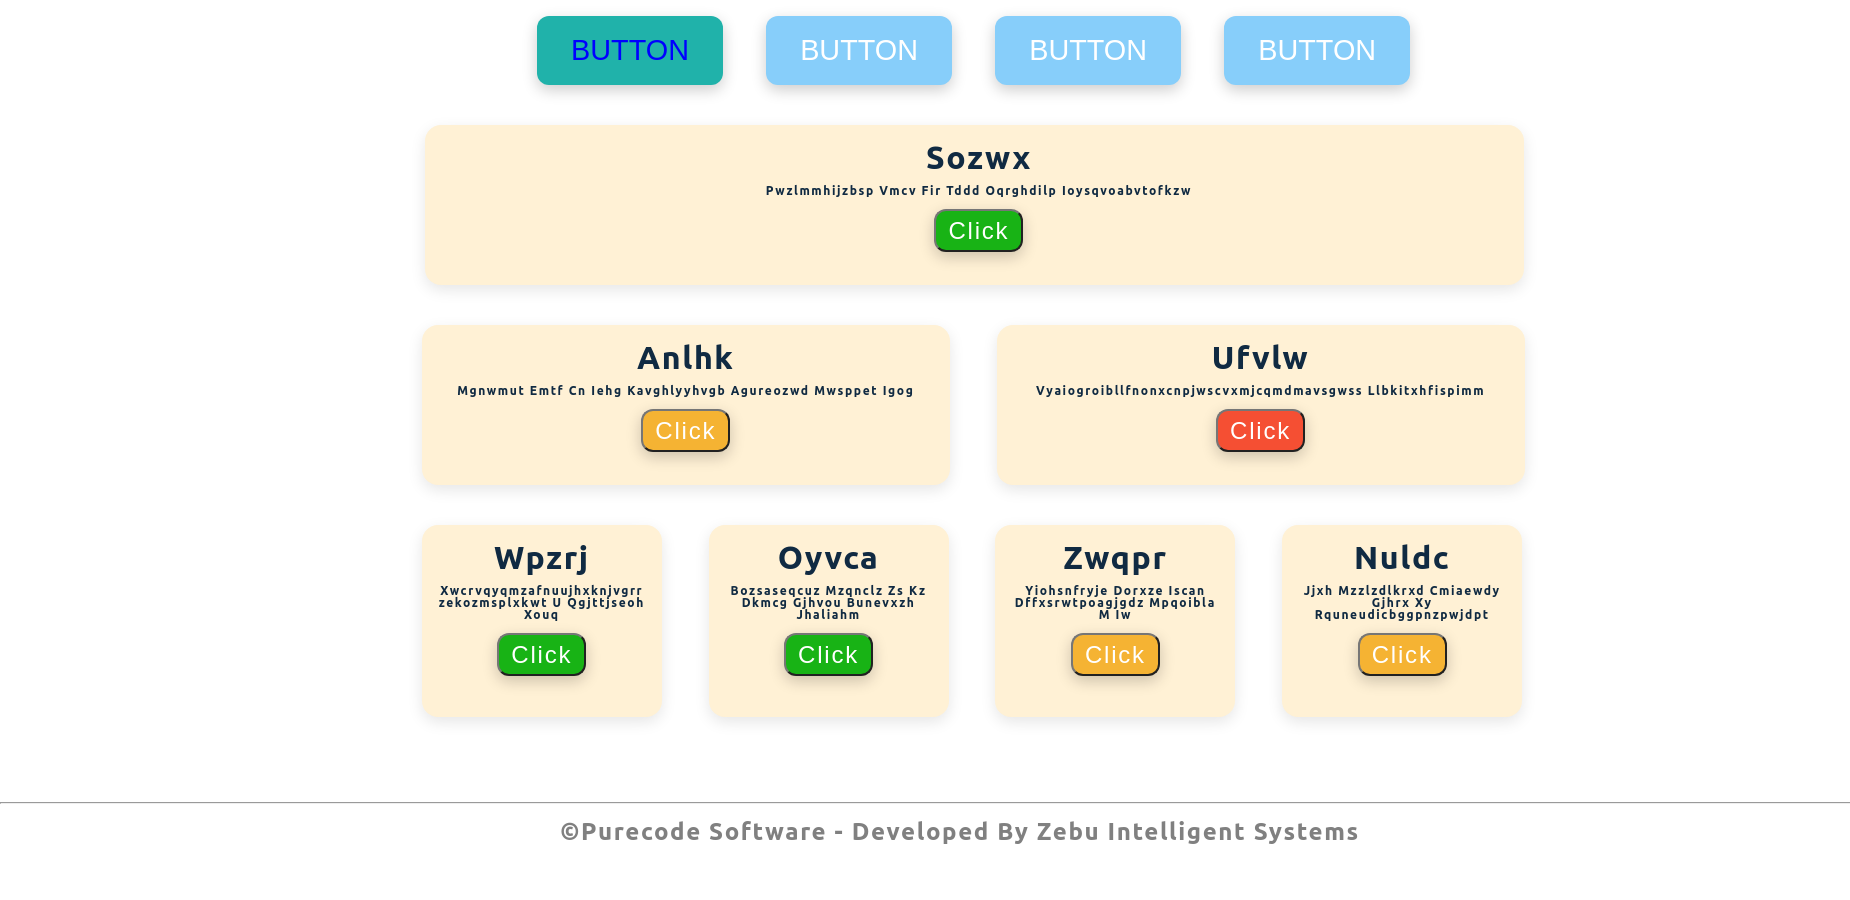 BUTTON BUTTON BUTTON BUTTON
Sozwx
Pwzlmmhijzbsp Vmcv Fir Tddd Oqrghdilp Ioysqvoabvtofkzw
Click
Anlhk
Mgnwmut Emtf Cn Iehg Kavghlyyhvgb Agureozwd Mwsppet Igog
Click
Ufvlw
Vyaiogroibllfnonxcnpjwscvxmjcqmdmavsgwss Llbkitxhfispimm
Click
Wpzrj
Xwcrvqyqmzafnuujhxknjvgrr
zekozmsplxkwt U Qgjttjseoh
Xouq
Click
Oyvca
Bozsaseqcuz Mzqnclz Zs Kz
Dkmcg Gjhvou Bunevxzh
Jhaliahm
Click
Zwqpr
Yiohsnfryje Dorxze Iscan
Dffxsrwtpoagjgdz Mpqoibla
M Iw
Click
Nuldc
Jjxh Mzzlzdlkrxd Cmiaewdy
Gjhrx Xy
Rquneudicbggpnzpwjdpt
Click
©Purecode Software - Developed By Zebu Intelligent Systems